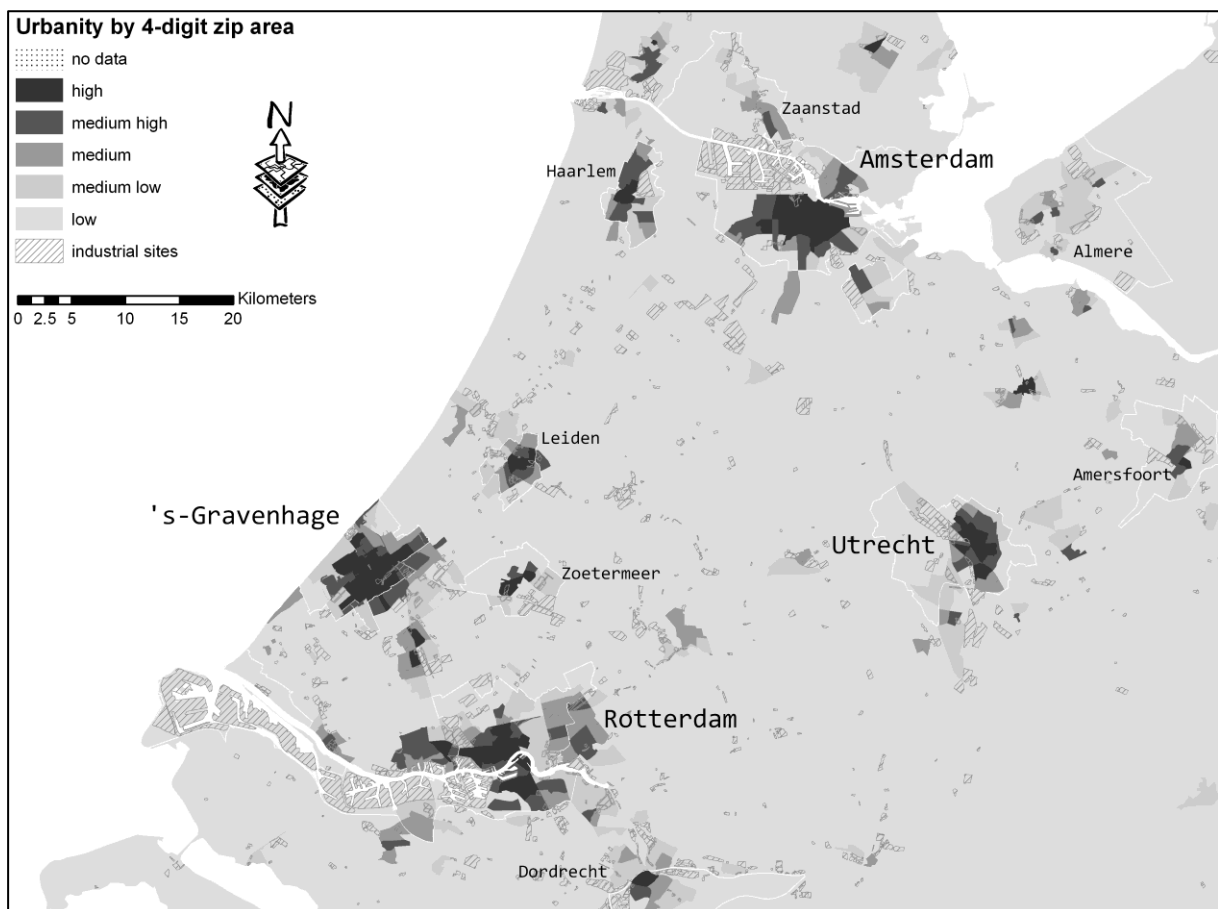 Urbanity by 4-digit zip area
no data
high
medium high
medium
medium low
low
industrial sites
N
Kilometers
0 2.5 5 10 15 20
Zaanstad
Amsterdam
Haarlem
Almere
Leiden
Amersfoort
's-Gravenhage
Utrecht
Zoetermeer
Rotterdam
Dordrecht